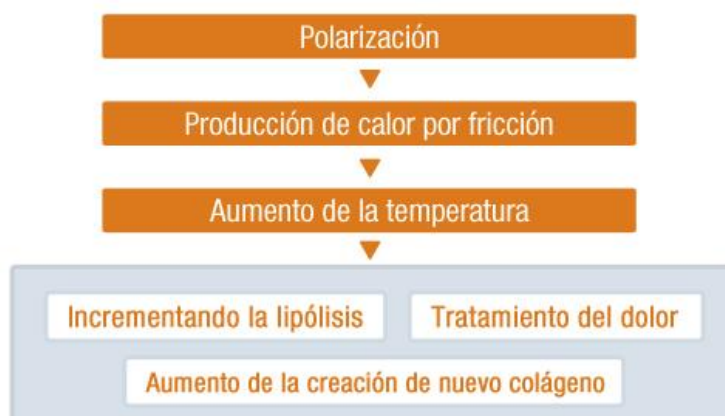 Polarización
Producción de calor por fricción
Aumento de la temperatura
Incrementando la lipólisis
Tratamiento del dolor
Aumento de la creación de nuevo colágeno